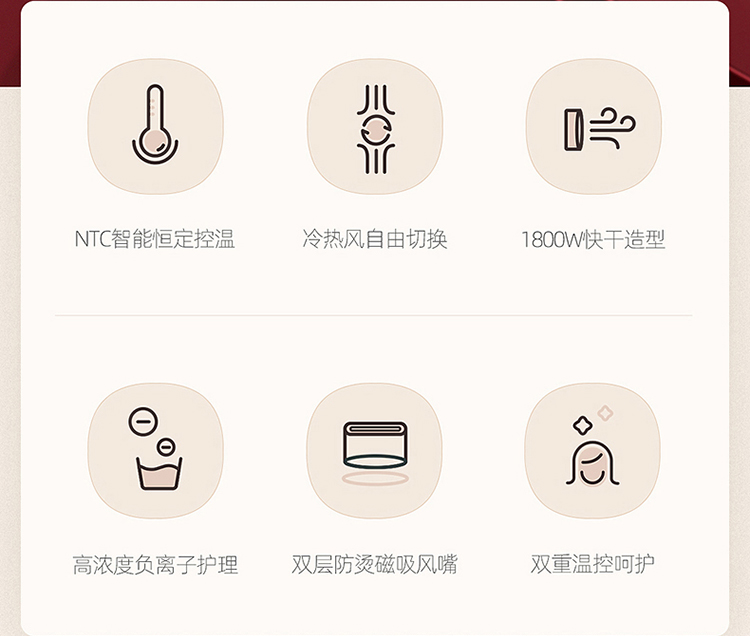 NTC智能恒定控温
冷热风自由切换
1800W快干造型
高浓度负离子护理
双层防烫磁吸风嘴
双重温控呵护